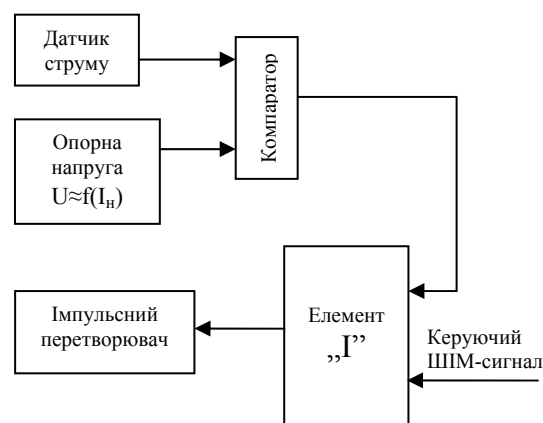 Датчик
струму
Компаратор
Опорна
напруга
U≈f(Iн)
Імпульсний
перетворювач
Елемент
„І”
Керуючий
ШІМ-сигнал